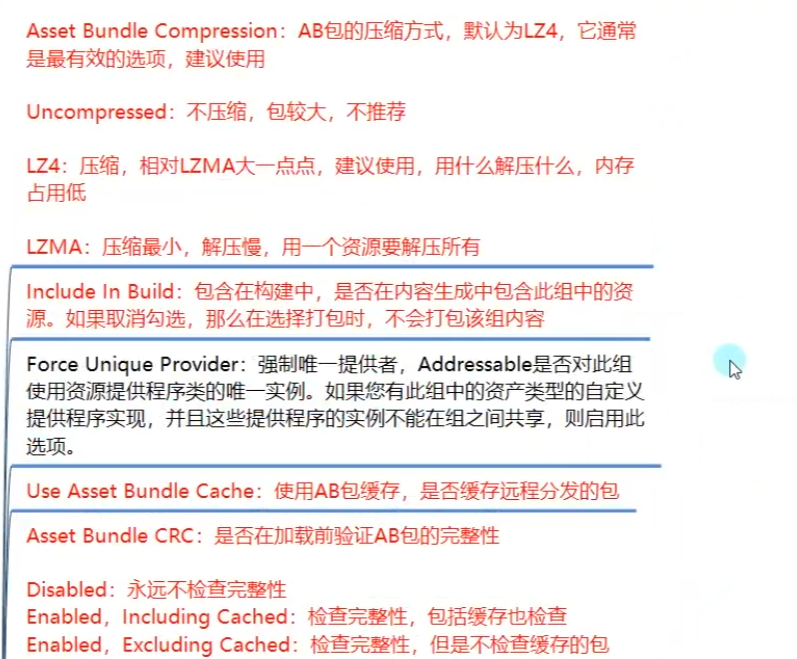 Asset Bundle Compression：AB包的压缩方式，默认为LZ4，它通常
是最有效的选项，建议使用
Uncompressed：不压缩，包较大，不推荐
LZ4：压缩，相对LZMA大一点点，建议使用，用什么解压什么，内存
占用低
LZMA：压缩最小，解压慢，用一个资源要解压所有
Include In Build：包含在构建中，是否在内容生成中包含此组中的资
源。如果取消勾选，那么在选择打包时，不会打包该组内容
Force Unique Provider：强制唯一提供者，Addressable是否对此组
使用资源提供程序类的唯一实例。如果您有此组中的资产类型的自定义
提供程序实现，并且这些提供程序的实例不能在组之间共享，则启用此
选项。
Use Asset Bundle Cache：使用AB包缓存，是否缓存远程分发的包
Asset Bundle CRC：是否在加载前验证AB包的完整性
Disabled：永远不检查完整性
Enabled，Including Cached：检查完整性，包括缓存也检查
Enabled，Excluding Cached：检查完整性，但是不检查缓存的包